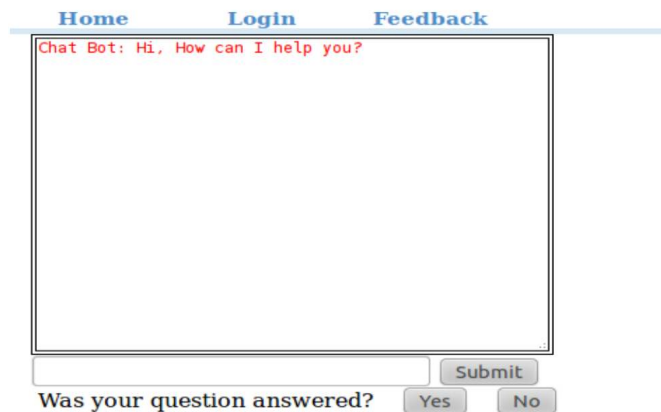 Home Login Feedback
Chat Bot: Hi, How can I help you?
Submit
Was your question answered? Yes No